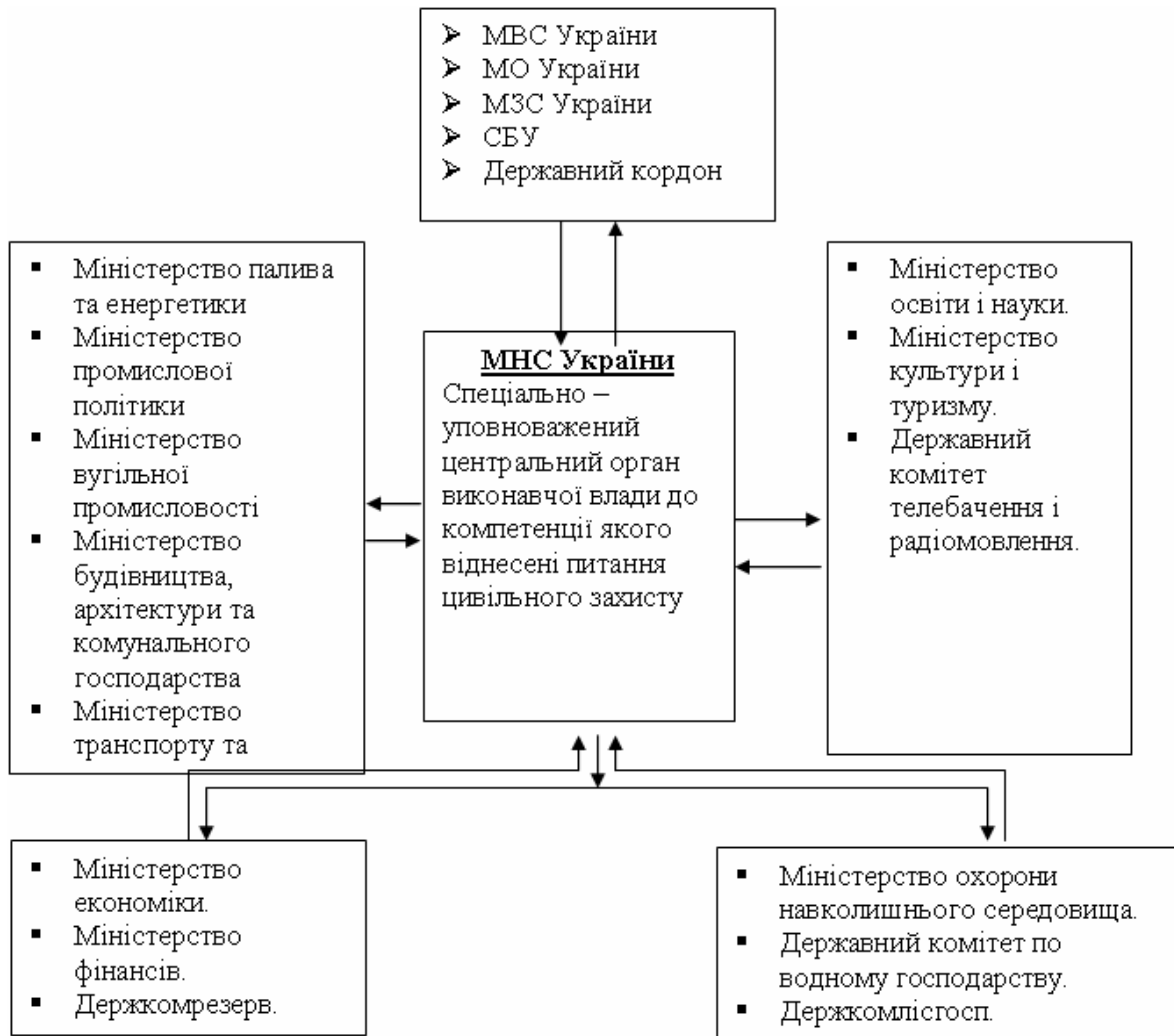 МВС України
МО України
МЗС України
СБУ
Державний кордон
Міністерство палива
та енергетики
Міністерство
промислової
політики
Міністерство
вугільної
промисловості
Міністерство
будівництва,
архітектури та
комунального
господарства
Міністерство
транспорту та
МНС України
Спеціально –
уповноважений
центральний орган
виконавчої влади до
компетенції якого
віднесені питання
цивільного захисту
Міністерство
освіти і науки.
Міністерство
культури і
туризму.
Державний
комітет
телебачення і
радіомовлення.
Міністерство
економіки.
Міністерство
фінансів.
Держкомрезерв.
Міністерство охорони
навколишнього середовища.
Державний комітет по
водному господарству.
Держкомлісгосп.